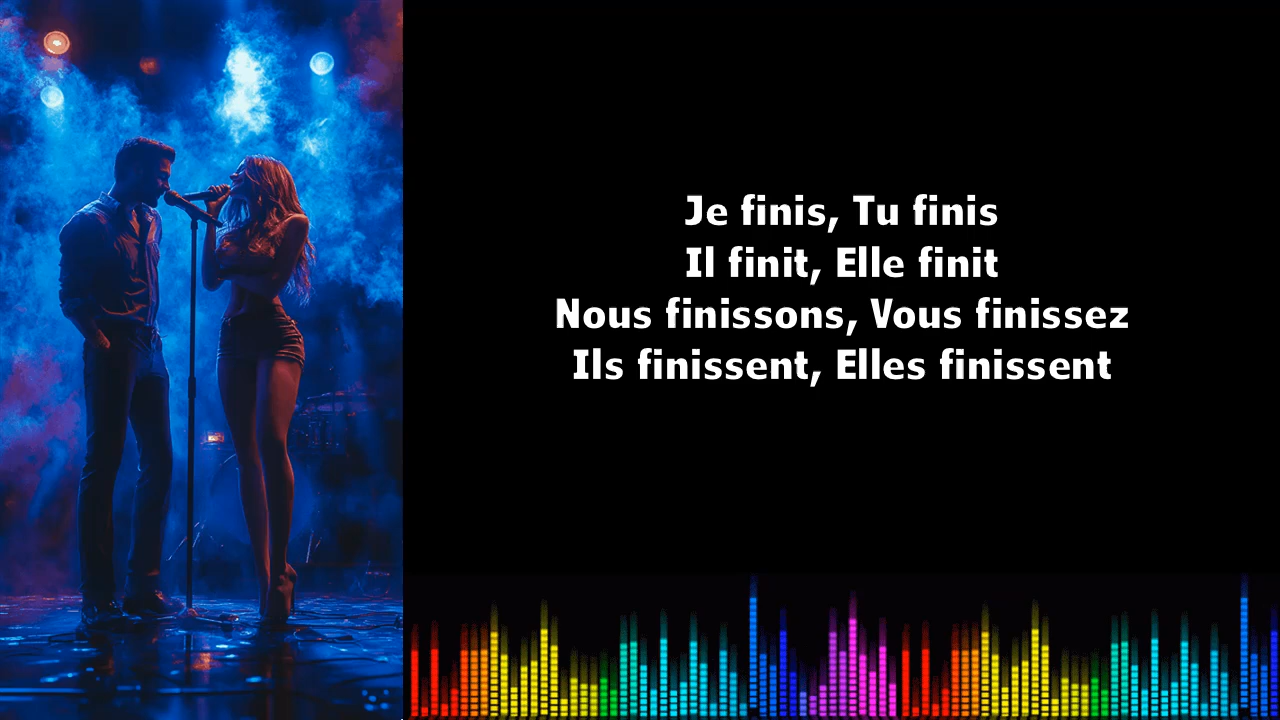 Je finis, Tu finis
Il finit, Elle finit
Nous finissons, Vous finissez
Ils finissent, Elles finissent